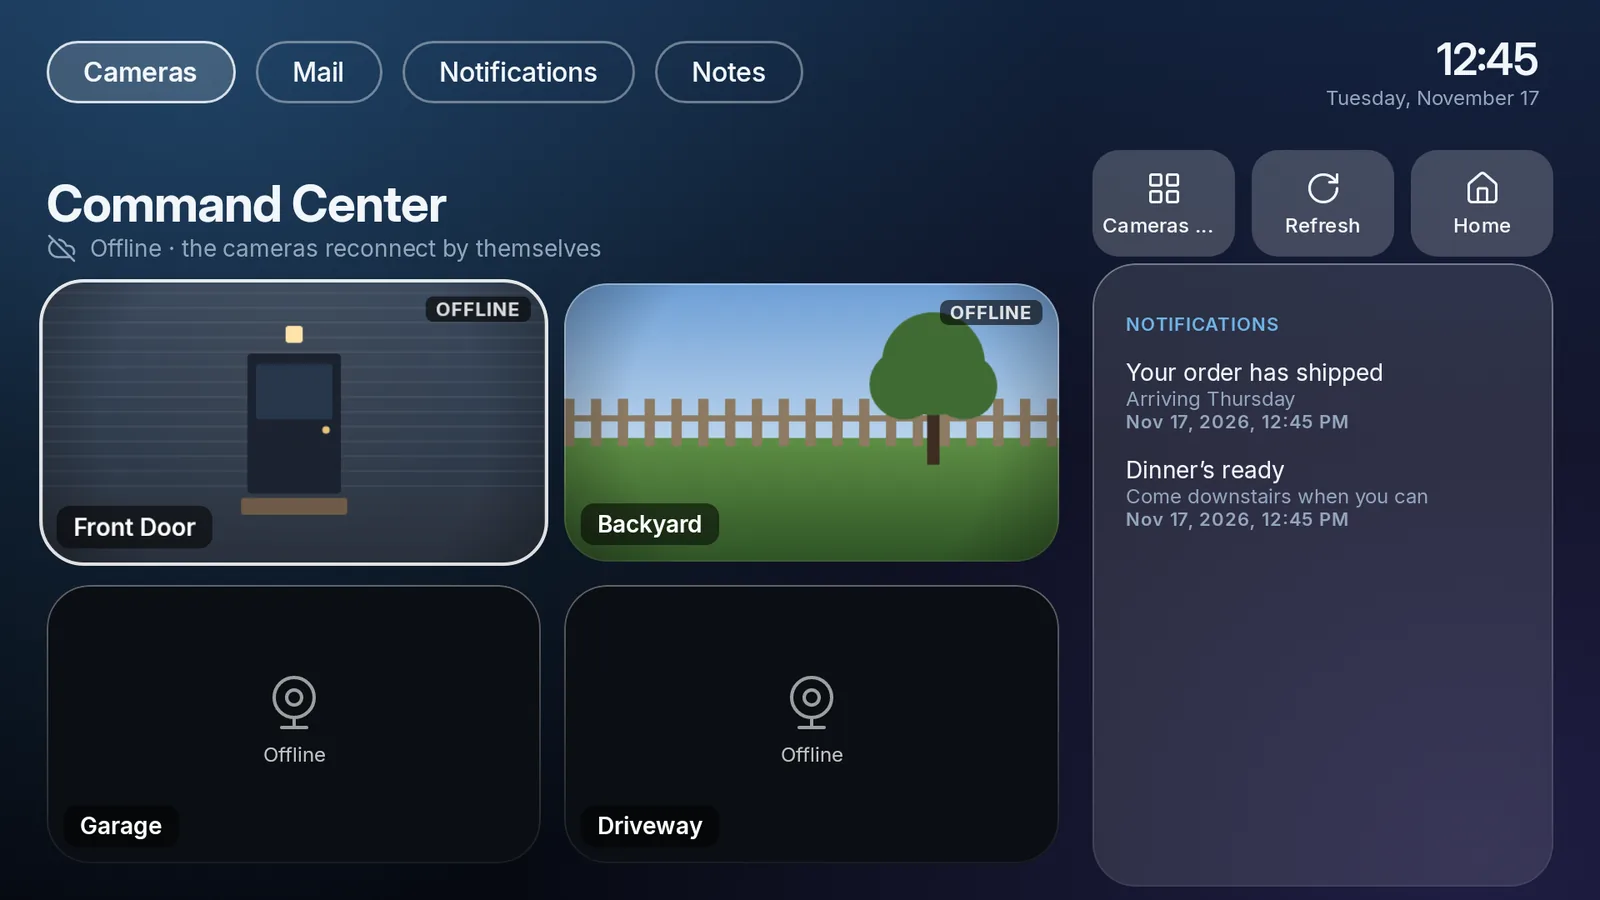 Cameras
Mail
Notifications
Notes
12:45
Tuesday, November 17
Command Center
Offline · the cameras reconnect by themselves
Cameras ...
Refresh
Home
OFFLINE
Front Door
OFFLINE
Backyard
Offline
Garage
Offline
Driveway
NOTIFICATIONS
Your order has shipped
Arriving Thursday
Nov 17, 2026, 12:45 PM
Dinner’s ready
Come downstairs when you can
Nov 17, 2026, 12:45 PM